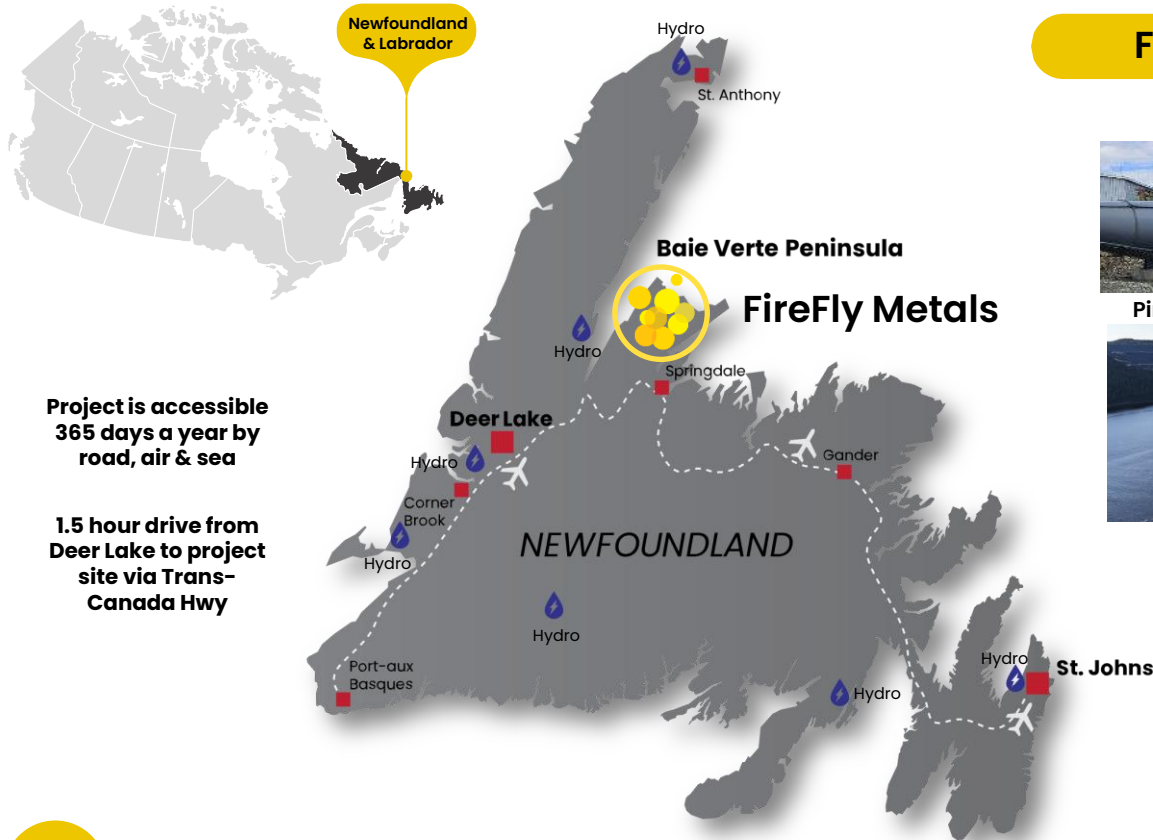 Newfoundland
& Labrador
F
Hydro
St. Anthony
Baie Verte Peninsula
FireFly Metals
Pi
Hydro
Springdale
Project is accessible
365 days a year by
road, air & sea
Deer Lake
Hydro
Gander
Corner
Brook
1.5 hour drive from
Deer Lake to project
site via Trans-
Canada Hwy
NEWFOUNDLAND
Hydro
Hydro
Port-aux
Basques
Hydro
St. Johns
Hydro